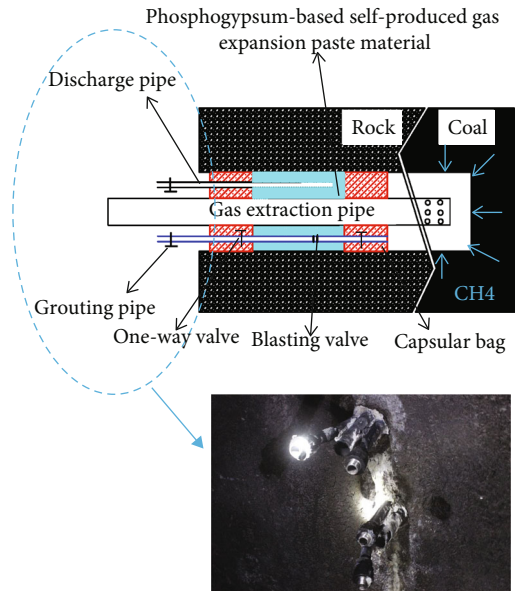 Phosphogypsum-based self-produced gas
expansion paste material
Discharge pipe
Rock
Coal
Gas extraction pipe
CH4
Grouting pipe
One-way valve
Blasting valve
Capsular bag